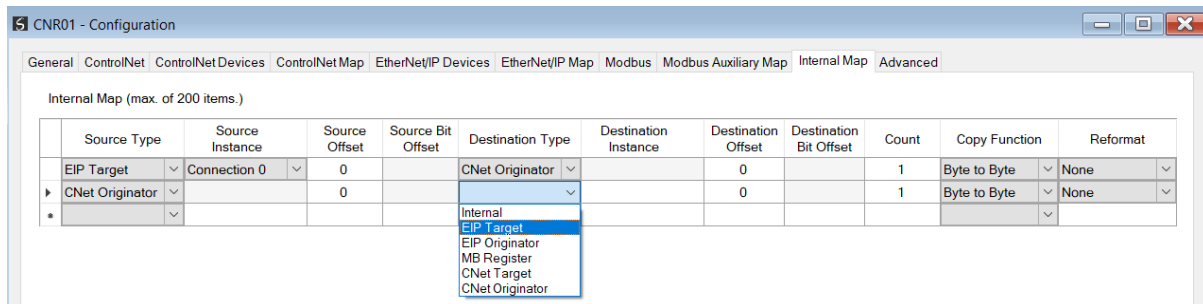 CNR01 - Configuration
General ControlNet ControlNet Devices ControlNet Map EtherNet/IP Devices EtherNet/IP Map Modbus Modbus Auxiliary Map Internal Map Advanced
Internal Map (max. of 200 items.)
Source Type Source Instance Source Offset Source Bit Offset Destination Type Destination Instance Destination Offset Destination Bit Offset Count Copy Function Reformat
EIP Target Connection 0 0 CNet Originator 0 1 Byte to Byte None
CNet Originator 0 0 1 Byte to Byte None
Internal
EIP Target
EIP Originator
MB Register
CNet Target
CNet Originator